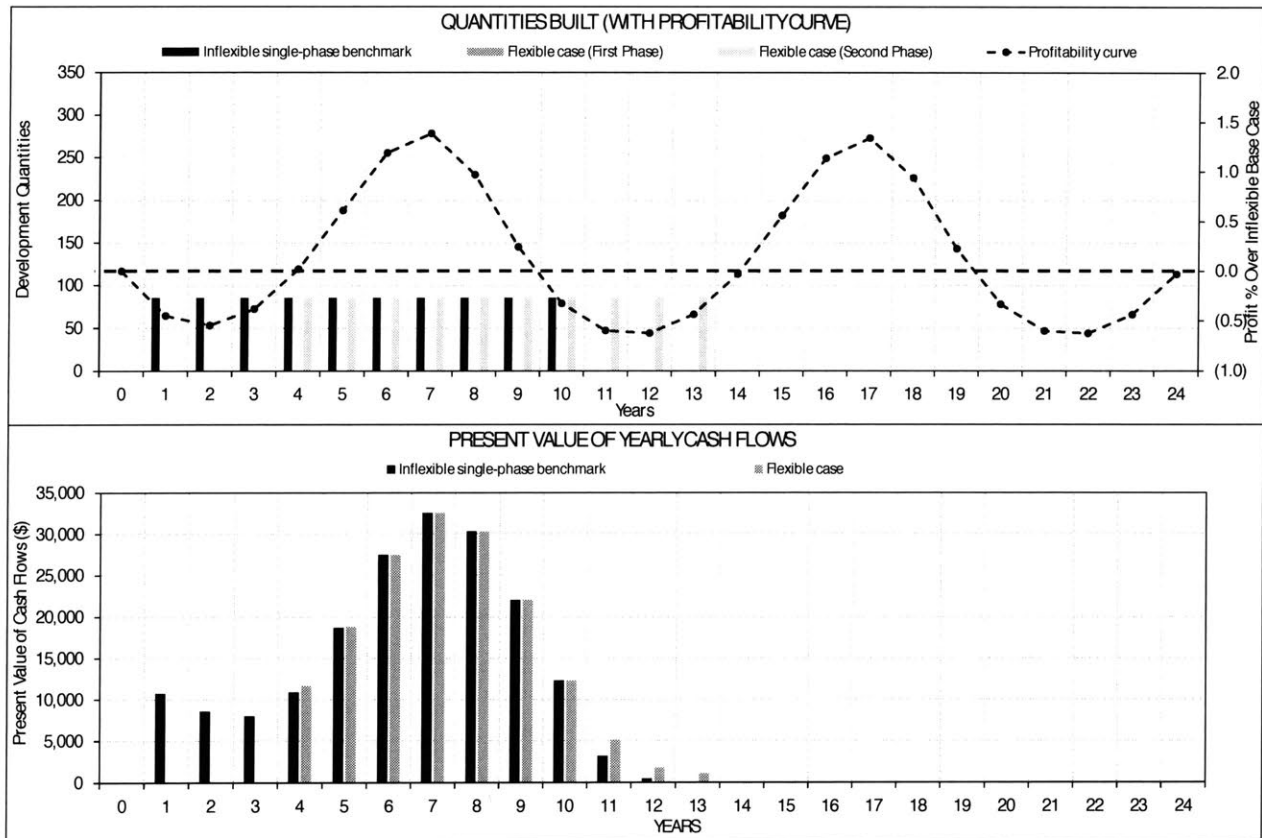 QUANTITIES BUILT (WITH PROFITABILITY CURVE)
Inflexible single-phase benchmark Flexible case (First Phase) Flexible case (Second Phase) Profitability curve
Development Quantities
350
300
250
200
150
100
50
0
2.0
1.5
1.0
0.5
0.0
(0.5)
(1.0)
Profit % Over Inflexible Base Case
0 1 2 3 4 5 6 7 8 9 10 11 12 13 14 15 16 17 18 19 20 21 22 23 24
Years
PRESENT VALUE OF YEARLY CASH FLOWS
Inflexible single-phase benchmark Flexible case
Present Value of Cash Flows ($)
35,000
30,000
25,000
20,000
15,000
10,000
5,000
0
0 1 2 3 4 5 6 7 8 9 10 11 12 13 14 15 16 17 18 19 20 21 22 23 24
YEARS